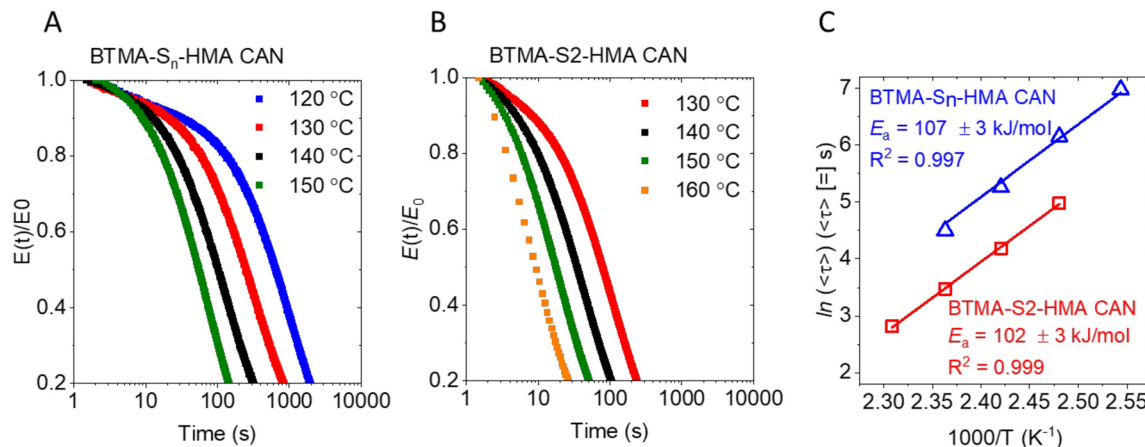 A
BTMA-Sn-HMA CAN
1.0
0.8
0.6
0.4
0.2
E(t)/E0
120 °C
130 °C
140 °C
150 °C
1
10
100
1000
10000
Time (s)
B
BTMA-S2-HMA CAN
1.0
0.8
0.6
0.4
0.2
E(t)/E0
130 °C
140 °C
150 °C
160 °C
1
10
100
1000
10000
Time (s)
C
7
6
5
4
3
2
ln (<τ>) (<τ> [=] s)
BTMA-Sn-HMA CAN
Ea = 107 ± 3 kJ/mol
R2 = 0.997
BTMA-S2-HMA CAN
Ea = 102 ± 3 kJ/mol
R2 = 0.999
2.30 2.35 2.40 2.45 2.50 2.55
1000/T (K-1)